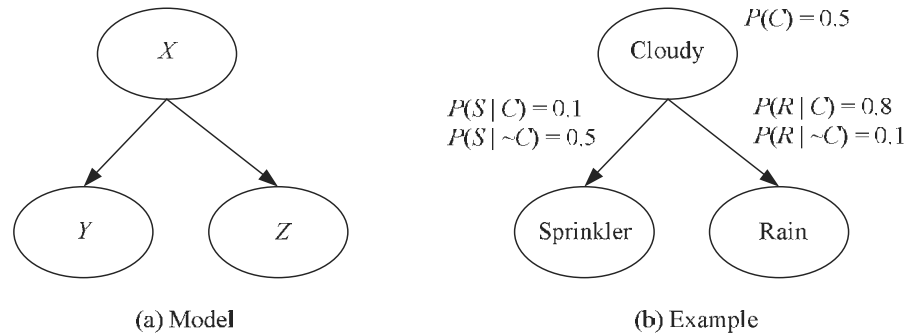 X
Y
Z
(a) Model
P(C) = 0.5
Cloudy
P(S | C) = 0.1
P(S | ~C) = 0.5
P(R | C) = 0.8
P(R | ~C) = 0.1
Sprinkler
Rain
(b) Example